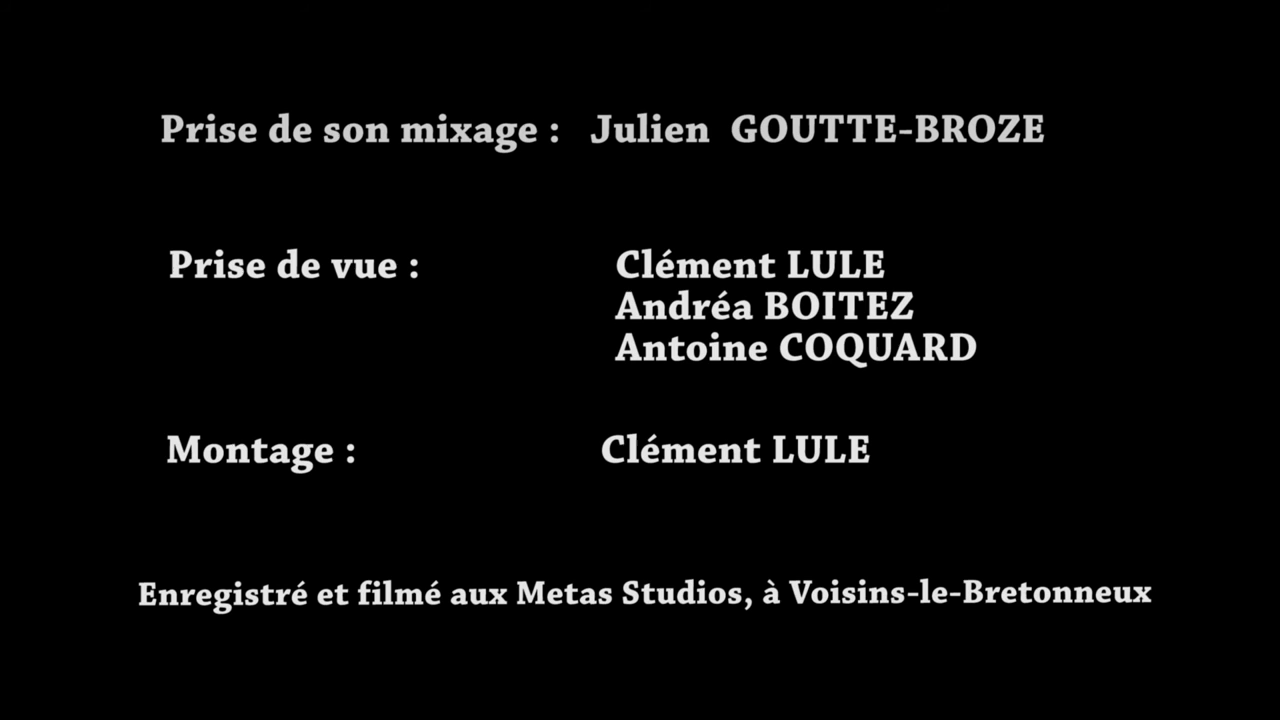 Prise de son mixage : Julien GOUTTE-BROZE
Prise de vue : Clément LULE
Andréa BOITEZ
Antoine COQUARD
Montage : Clément LULE
Enregistré et filmé aux Metas Studios, à Voisins-le-Bretonneux